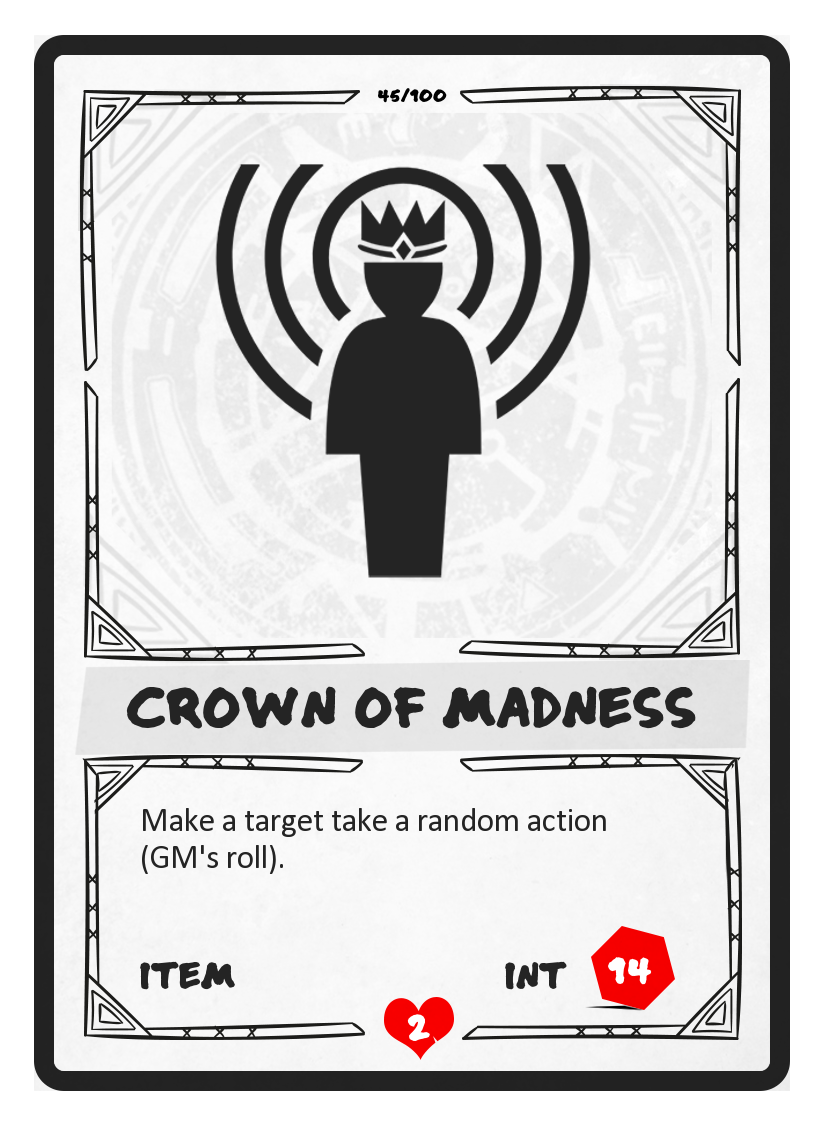 45/100
CROWN OF MADNESS
Make a target take a random action
(GM's roll).
ITEM
INT 14
2